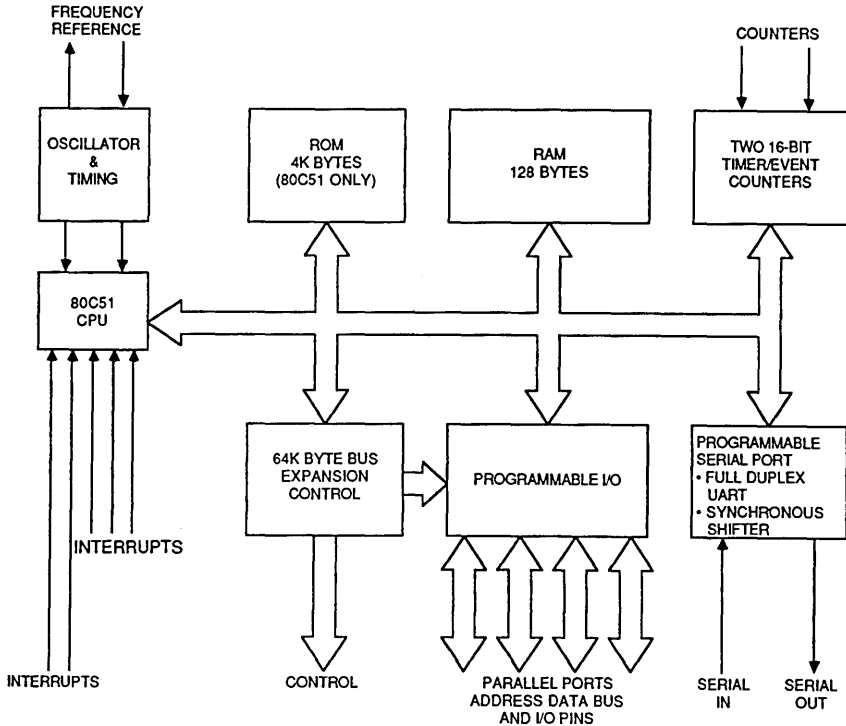 FREQUENCY
REFERENCE
COUNTERS
OSCILLATOR
&
TIMING
ROM
4K BYTES
(80C51 ONLY)
RAM
128 BYTES
TWO 16-BIT
TIMER/EVENT
COUNTERS
80C51
CPU
64K BYTE BUS
EXPANSION
CONTROL
PROGRAMMABLE I/O
PROGRAMMABLE
SERIAL PORT
• FULL DUPLEX
UART
• SYNCHRONOUS
SHIFTER
INTERRUPTS
INTERRUPTS
CONTROL
PARALLEL PORTS
ADDRESS DATA BUS
AND I/O PINS
SERIAL
IN
SERIAL
OUT